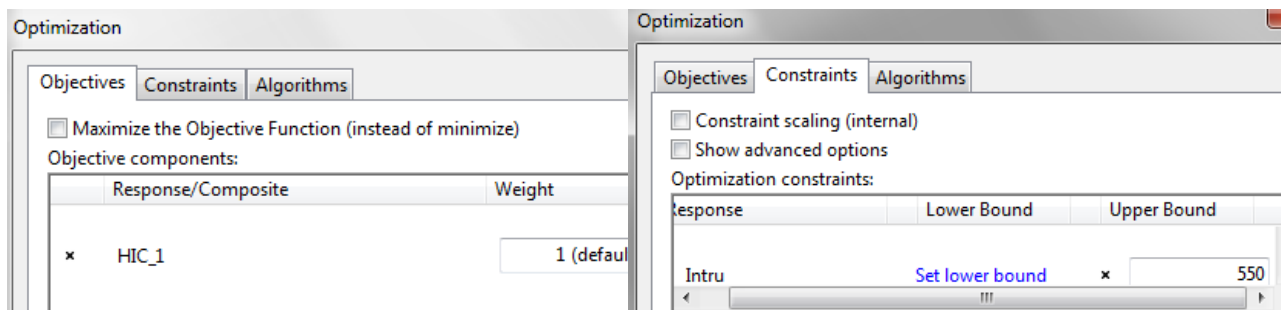 Optimization
Objectives Constraints Algorithms
Maximize the Objective Function (instead of minimize)
Objective components:
Response/Composite Weight
× HIC_1 1 (defaul
Optimization
Objectives Constraints Algorithms
Constraint scaling (internal)
Show advanced options
Optimization constraints:
Response Lower Bound Upper Bound
Intru Set lower bound × 550